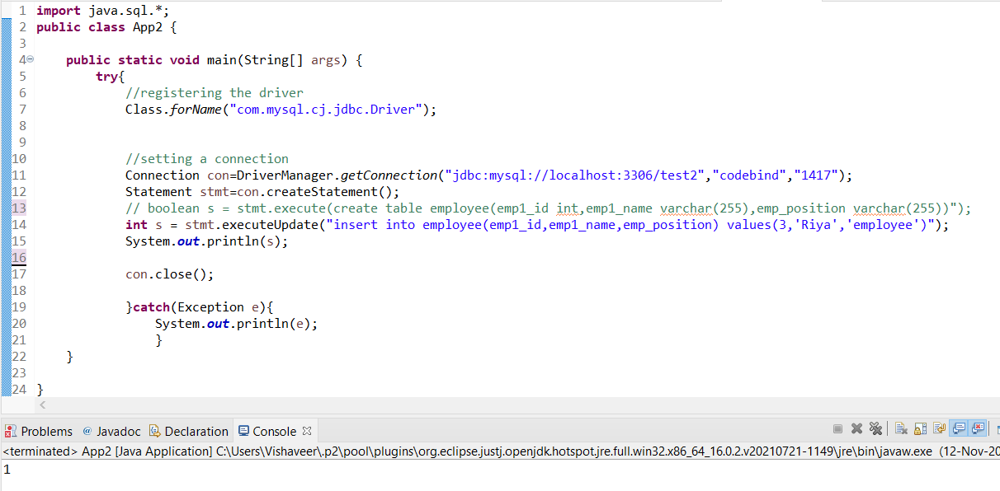 1 import java.sql.*;
2 public class App2 {
3
4 public static void main(String[] args) {
5 try{
6 //registering the driver
7 Class.forName("com.mysql.cj.jdbc.Driver");
8
9
10 //setting a connection
11 Connection con=DriverManager.getConnection("jdbc:mysql://localhost:3306/test2","codebind","1417");
12 Statement stmt=con.createStatement();
13 // boolean s = stmt.execute(create table employee(emp1_id int,emp1_name varchar(255),emp_position varchar(255))");
14 int s = stmt.executeUpdate("insert into employee(emp1_id,emp1_name,emp_position) values(3,'Riya','employee')");
15 System.out.println(s);
16
17 con.close();
18
19 }catch(Exception e){
20 System.out.println(e);
21 }
22 }
23
24 }
Problems @ Javadoc Declaration Console
<terminated> App2 [Java Application] C:\Users\Vishaveer\.p2\pool\plugins\org.eclipse.justj.openjdk.hotspot.jre.full.win32.x86_64_16.0.2.v20210721-1149\jre\bin\javaw.exe (12-Nov-20
1